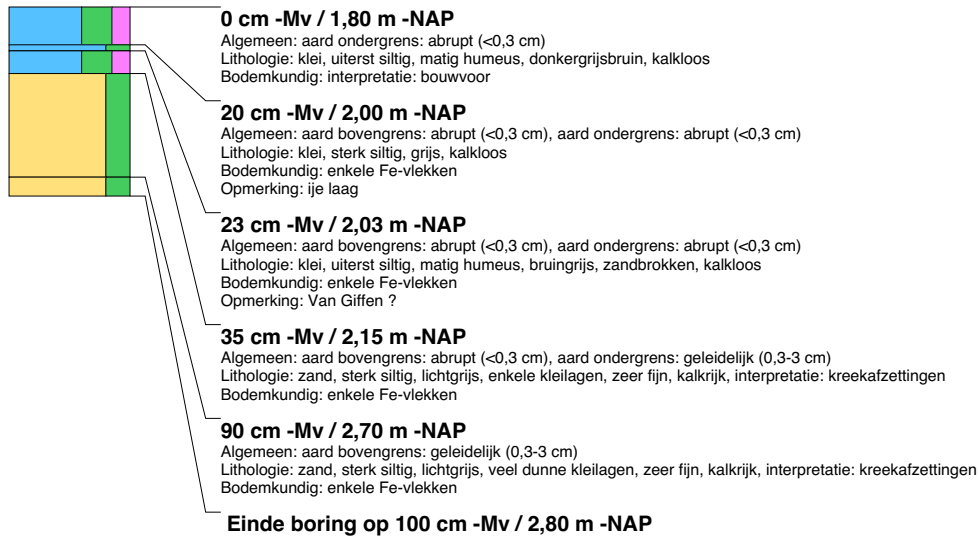 0 cm -Mv / 1,80 m -NAP
Algemeen: aard ondergrens: abrupt (<0,3 cm)
Lithologie: klei, uiterst siltig, matig humeus, donkergrijsbruin, kalkloos
Bodemkundig: interpretatie: bouwvoor
20 cm -Mv / 2,00 m -NAP
Algemeen: aard bovengrens: abrupt (<0,3 cm), aard ondergrens: abrupt (<0,3 cm)
Lithologie: klei, sterk siltig, grijs, kalkloos
Bodemkundig: enkele Fe-vlekken
Opmerking: ije laag
23 cm -Mv / 2,03 m -NAP
Algemeen: aard bovengrens: abrupt (<0,3 cm), aard ondergrens: abrupt (<0,3 cm)
Lithologie: klei, uiterst siltig, matig humeus, bruingrijs, zandbrokken, kalkloos
Bodemkundig: enkele Fe-vlekken
Opmerking: Van Giffen ?
35 cm -Mv / 2,15 m -NAP
Algemeen: aard bovengrens: abrupt (<0,3 cm), aard ondergrens: geleidelijk (0,3-3 cm)
Lithologie: zand, sterk siltig, lichtgrijs, enkele kleilagen, zeer fijn, kalkrijk, interpretatie: kreekafzettingen
Bodemkundig: enkele Fe-vlekken
90 cm -Mv / 2,70 m -NAP
Algemeen: aard bovengrens: geleidelijk (0,3-3 cm)
Lithologie: zand, sterk siltig, lichtgrijs, veel dunne kleilagen, zeer fijn, kalkrijk, interpretatie: kreekafzettingen
Bodemkundig: enkele Fe-vlekken
Einde boring op 100 cm -Mv / 2,80 m -NAP